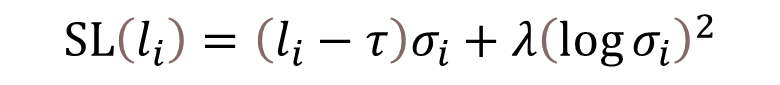 SL(lᵢ) = (lᵢ − τ)σᵢ + λ(log σᵢ)²